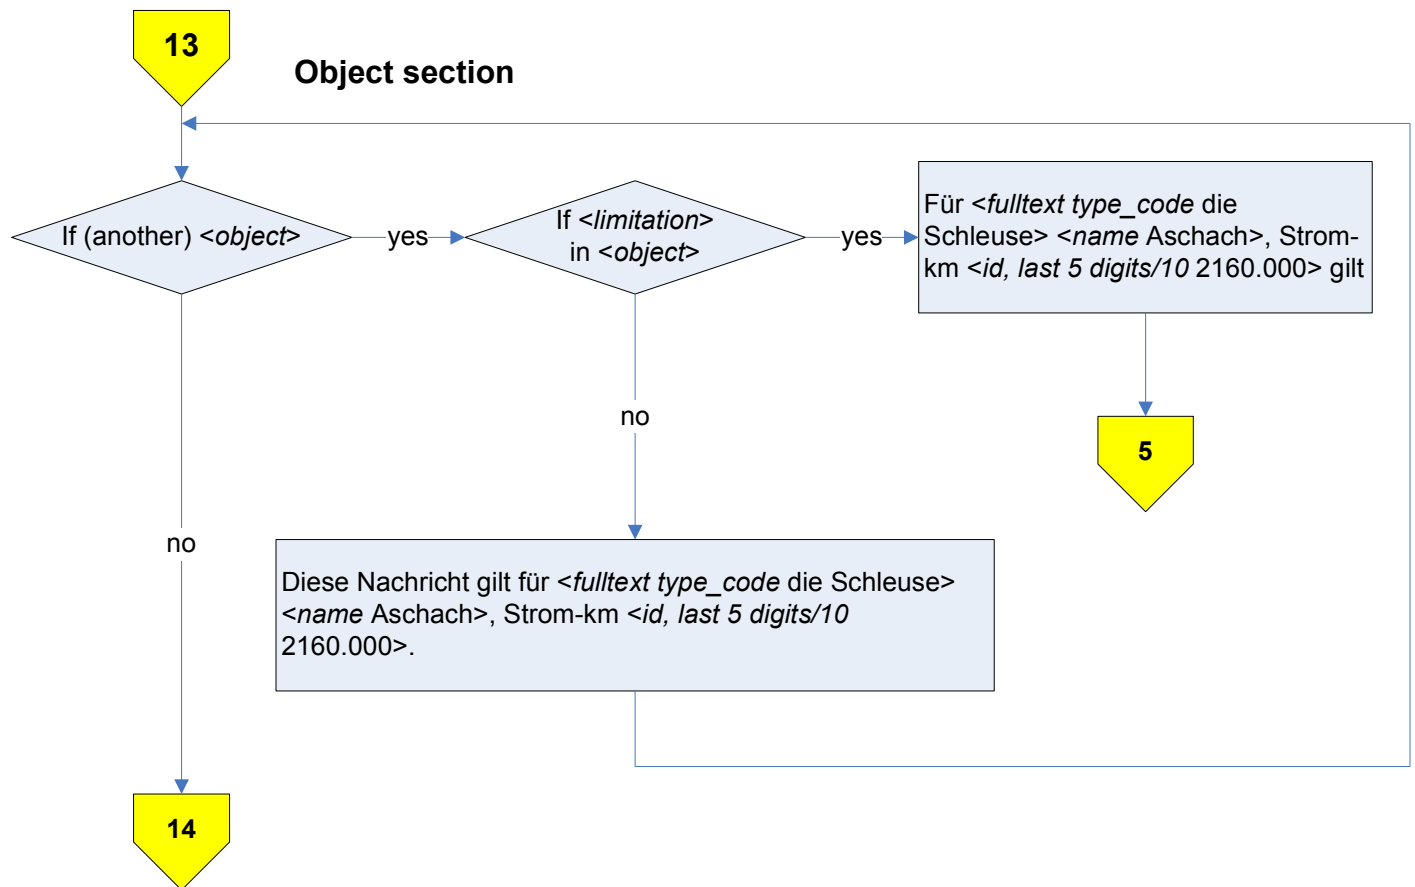 13
Object section
If (another) <object>
yes
If <limitation>
in <object>
yes
Für <fulltext type_code die
Schleuse> <name Aschach>, Strom-
km <id, last 5 digits/10 2160.000> gilt
no
5
no
Diese Nachricht gilt für <fulltext type_code die Schleuse>
<name Aschach>, Strom-km <id, last 5 digits/10
2160.000>.
14